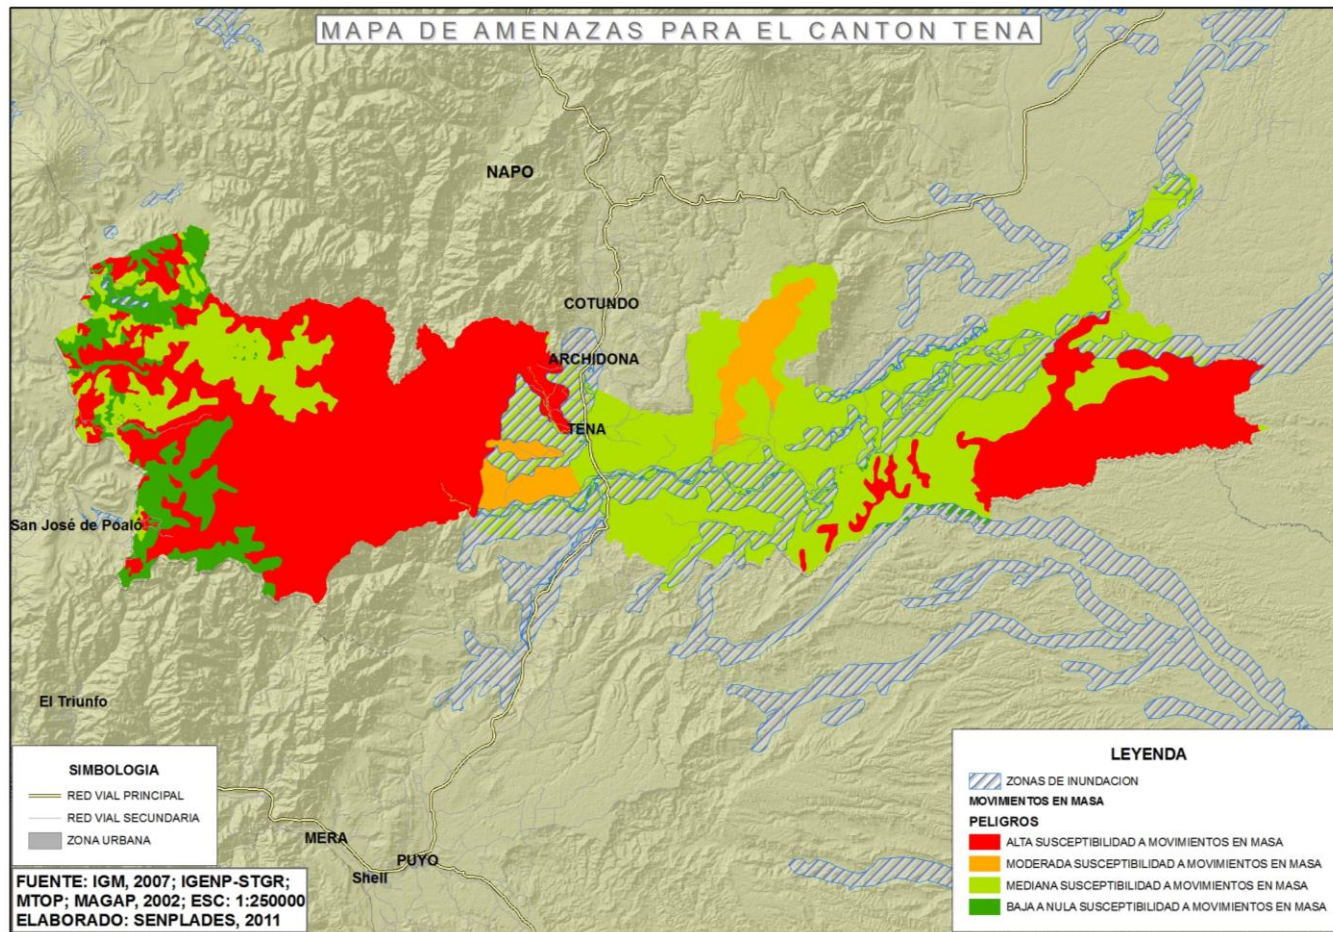 MAPA DE AMENAZAS PARA EL CANTON TENA
NAPO
COTUNDO
ARCHIDONA
TENA
San José de Poaló
El Triunfo
MERA
PUYO
Shell
SIMBOLOGIA
RED VIAL PRINCIPAL
RED VIAL SECUNDARIA
ZONA URBANA
FUENTE: IGM, 2007; IGENP-STGR;
MTOP; MAGAP, 2002; ESC: 1:250000
ELABORADO: SENPLADES, 2011
LEYENDA
ZONAS DE INUNDACION
MOVIMIENTOS EN MASA
PELIGROS
ALTA SUSCEPTIBILIDAD A MOVIMIENTOS EN MASA
MODERADA SUSCEPTIBILIDAD A MOVIMIENTOS EN MASA
MEDIANA SUSCEPTIBILIDAD A MOVIMIENTOS EN MASA
BAJA A NULA SUSCEPTIBILIDAD A MOVIMIENTOS EN MASA